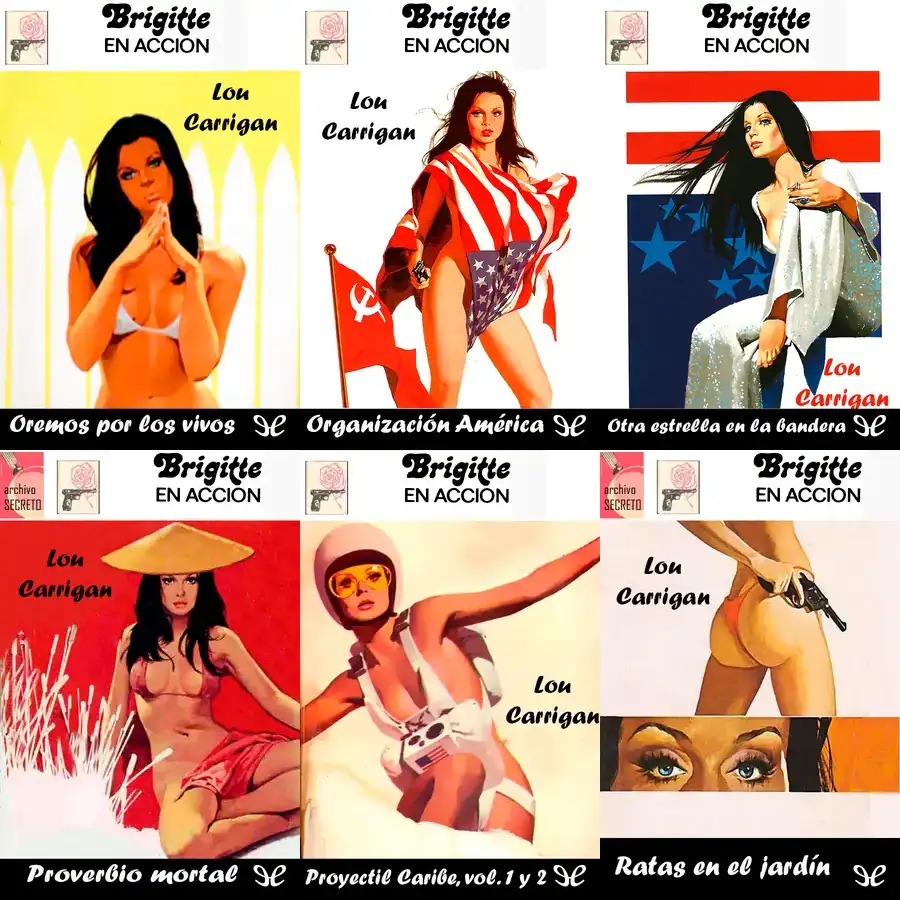 Brigitte
EN ACCION
Lou
Carrigan
Oremos por los vivos
Brigitte
EN ACCION
Lou
Carrigan
Organización América
Brigitte
EN ACCION
Lou
Carrigan
Otra estrella en la bandera
archivo
SECRETO
Brigitte
EN ACCION
Lou
Carrigan
Proverbio mortal
Brigitte
EN ACCION
Lou
Carrigan
Proyectil Caribe, vol. 1 y 2
archivo
SECRETO
Brigitte
EN ACCION
Lou
Carrigan
Ratas en el jardín